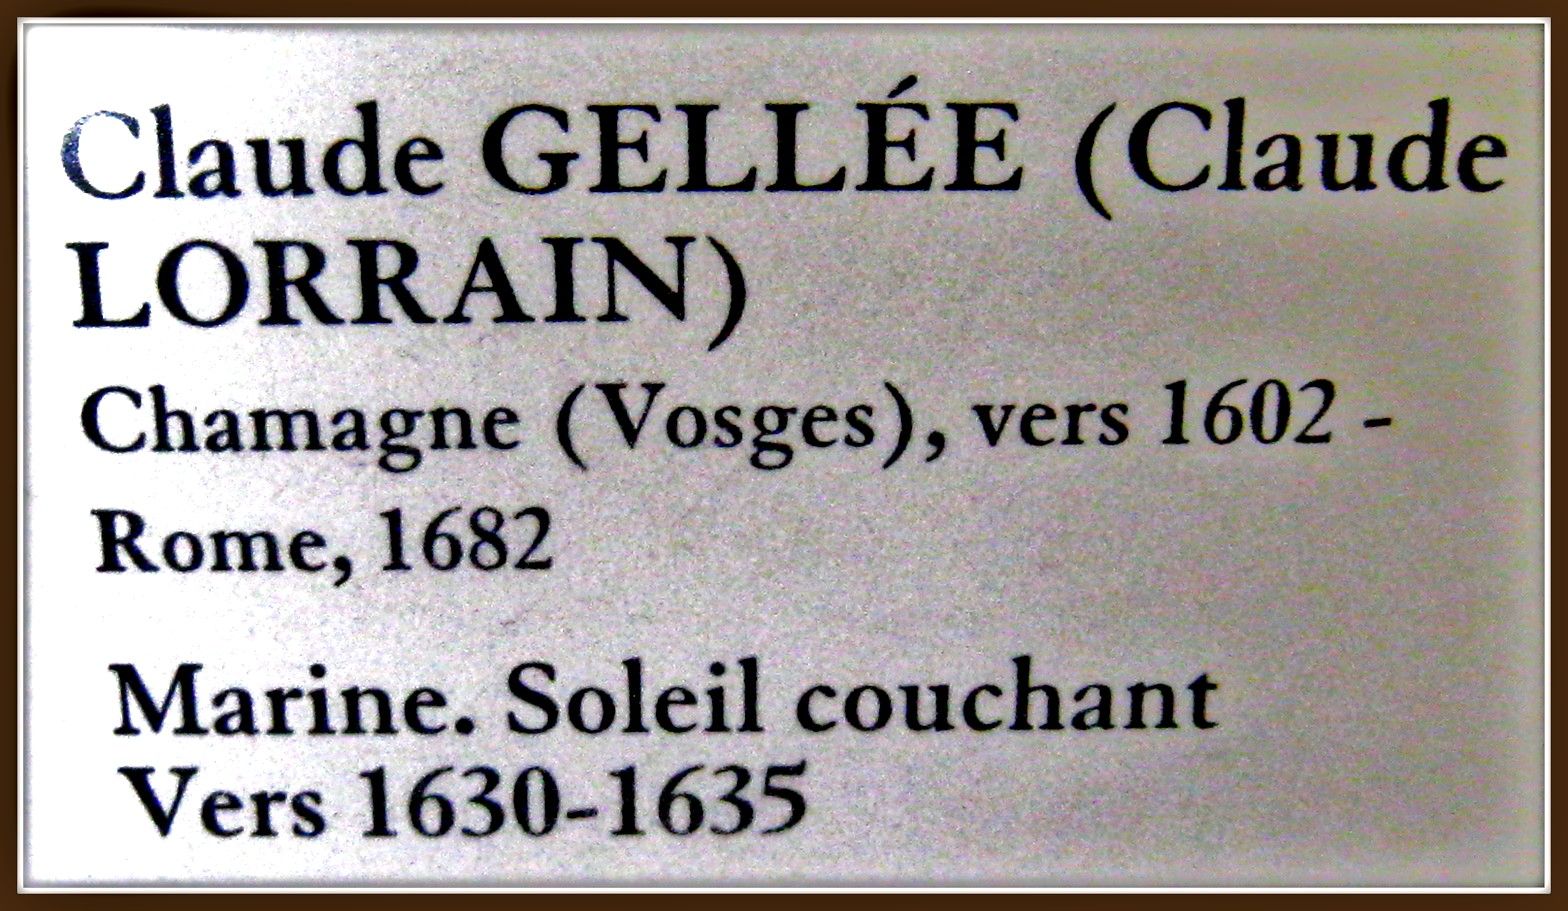 Claude GELLÉE (Claude
LORRAIN)
Chamagne (Vosges), vers 1602 -
Rome, 1682
Marine. Soleil couchant
Vers 1630-1635